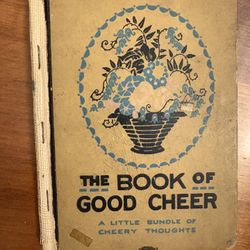 THE BOOK OF
GOOD CHEER
A LITTLE BUNDLE OF
CHEERY THOUGHTS